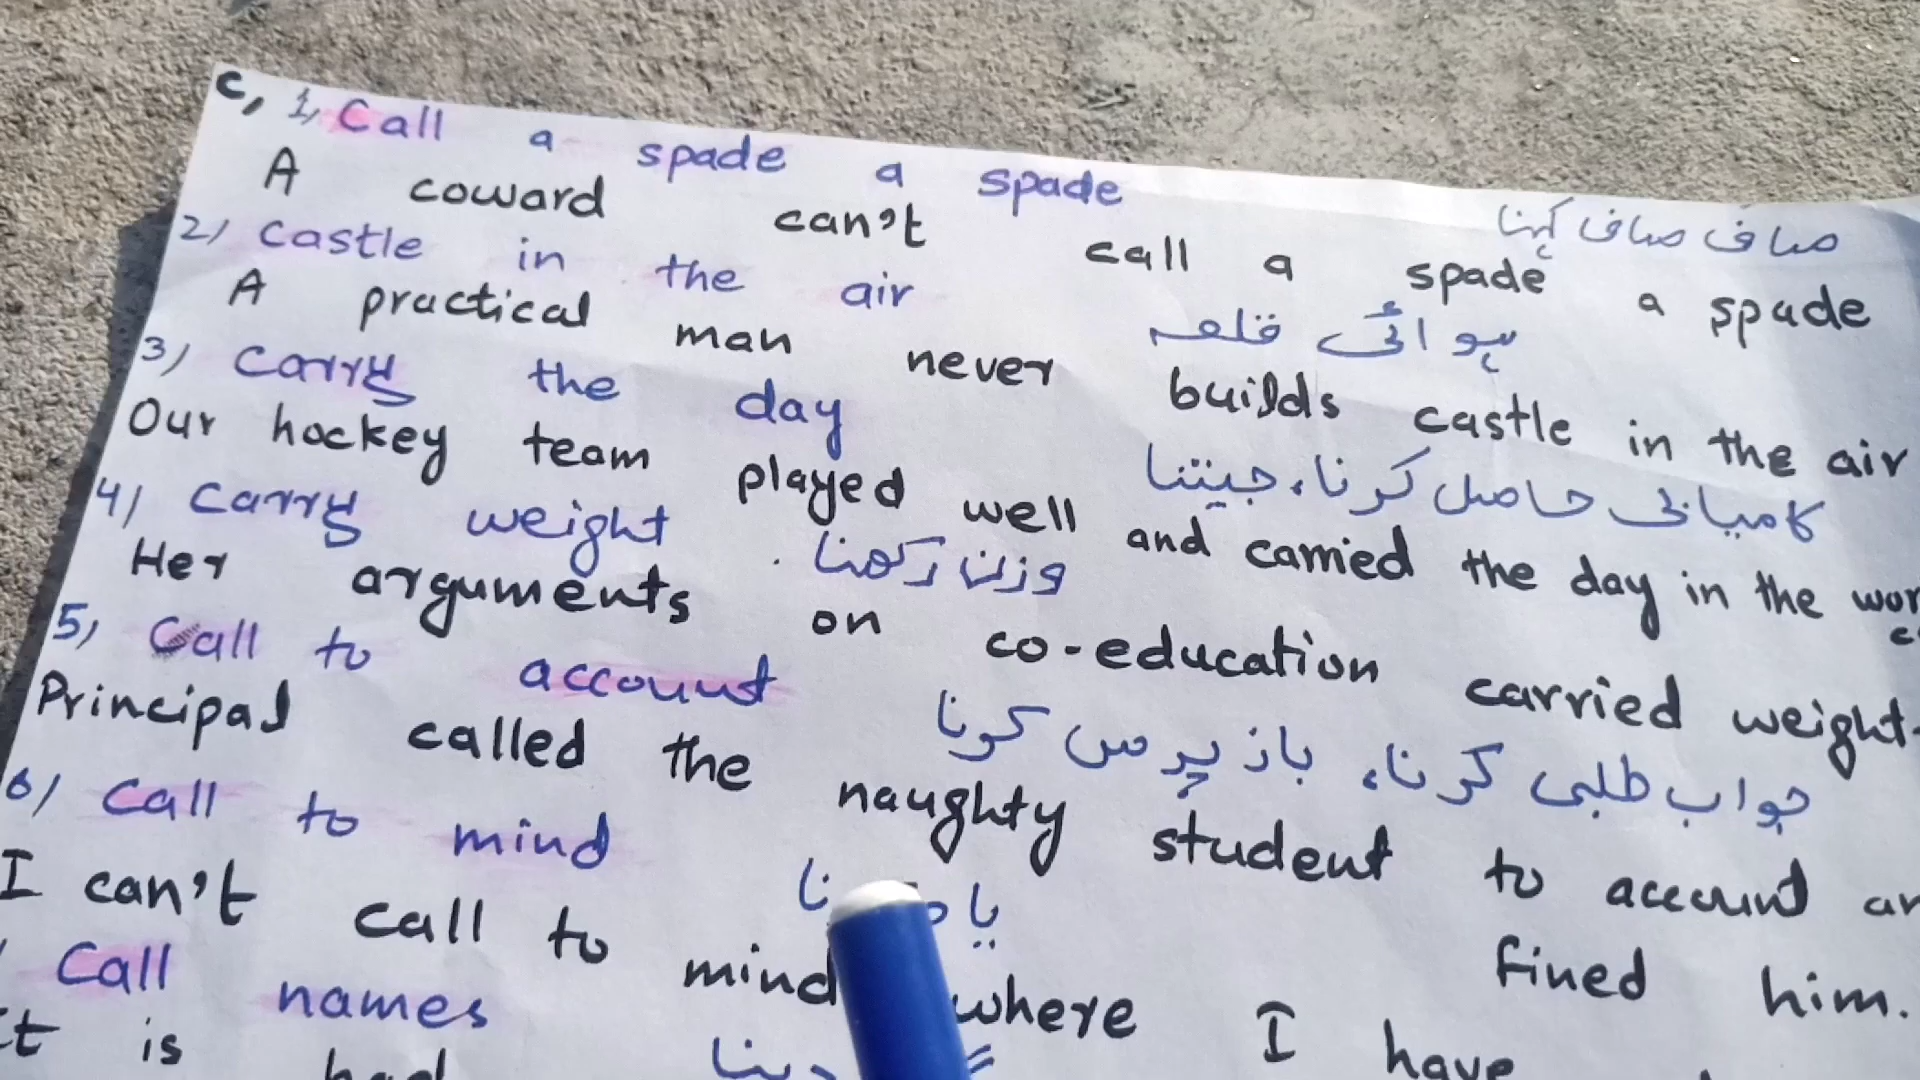 C, 1, Call a spade a spade صاف صاف کہنا
A coward can't call a spade a spade
2) Castle in the air ہوائی قلعہ
A practical man never builds castle in the air
3) Carry the day کامیابی حاصل کرنا، جیتنا
Our hockey team played well and carried the day in the
4) Carry weight وزن رکھنا
Her arguments on co-education carried weight
5) Call to account جواب طلبی کرنا، باز پرس کرنا
Principal called the naughty student to account
fined him.
6) Call to mind
I can't call to mind where I have
Call names دینا
is